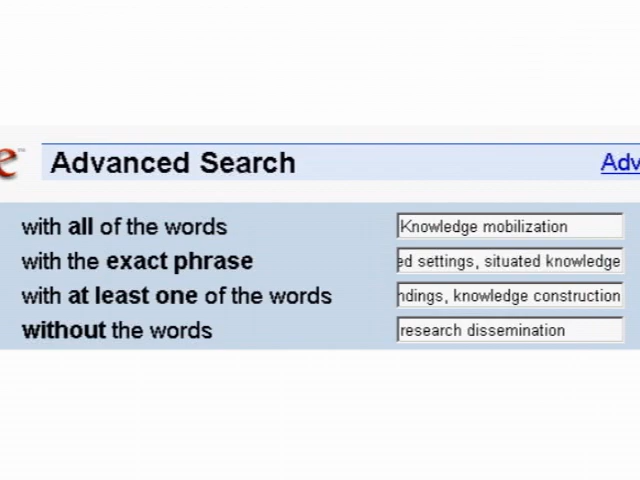 e™ Advanced Search Adv
with all of the words Knowledge mobilization
with the exact phrase ed settings, situated knowledge
with at least one of the words ndings, knowledge construction
without the words research dissemination